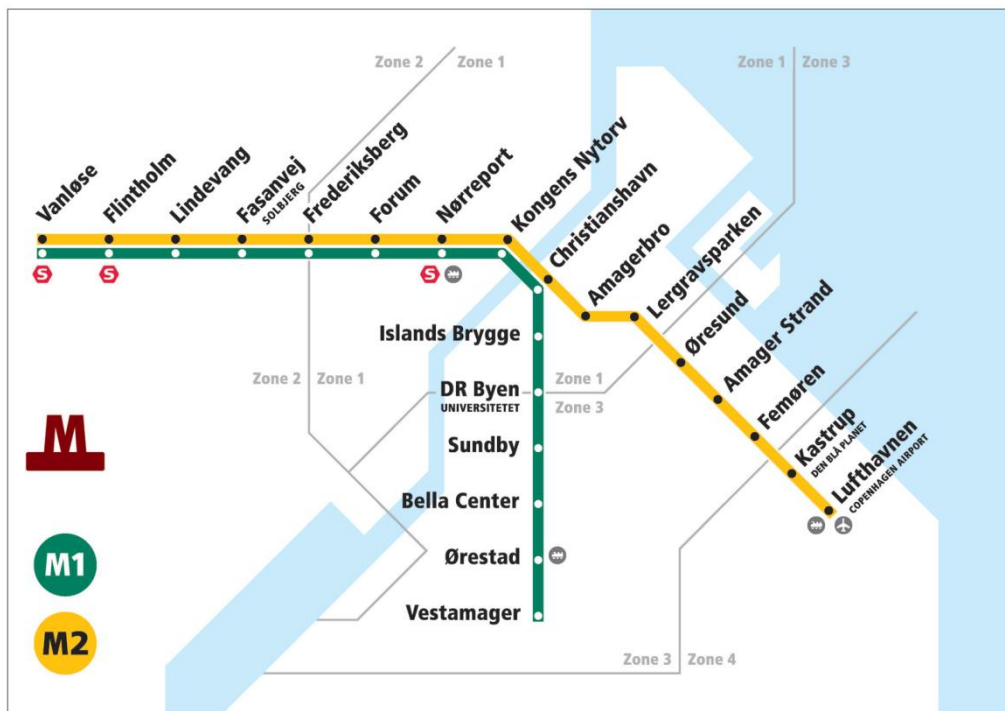 Zone 2
Zone 1
Zone 1
Zone 3
Vanløse
Flintholm
Lindevang
Fasanvej
SOLBJERG
Frederiksberg
Forum
Nørreport
Kongens Nytorv
Christianshavn
Amagerbro
Lergravsparken
Øresund
Amager Strand
Femøren
Kastrup
DEN BLÅ PLANET
Lufthavnen
COPENHAGEN AIRPORT
S
S
S
Islands Brygge
Zone 2
Zone 1
DR Byen
UNIVERSITETET
Zone 1
Zone 3
Sundby
Bella Center
Ørestad
Vestamager
M
M1
M2
Zone 3
Zone 4